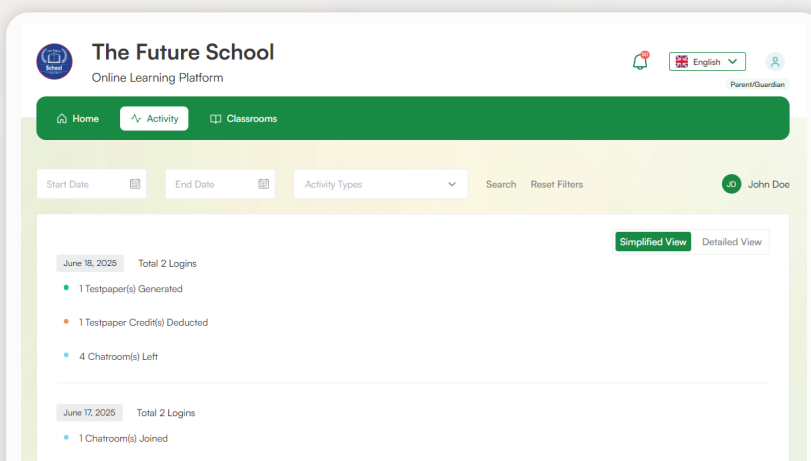 The Future School
Online Learning Platform
School
English
Parent/Guardian
Home
Activity
Classrooms
Start Date
End Date
Activity Types
Search
Reset Filters
JD
John Doe
Simplified View
Detailed View
June 18, 2025 Total 2 Logins
1 Testpaper(s) Generated
1 Testpaper Credit(s) Deducted
4 Chatroom(s) Left
June 17, 2025 Total 2 Logins
1 Chatroom(s) Joined